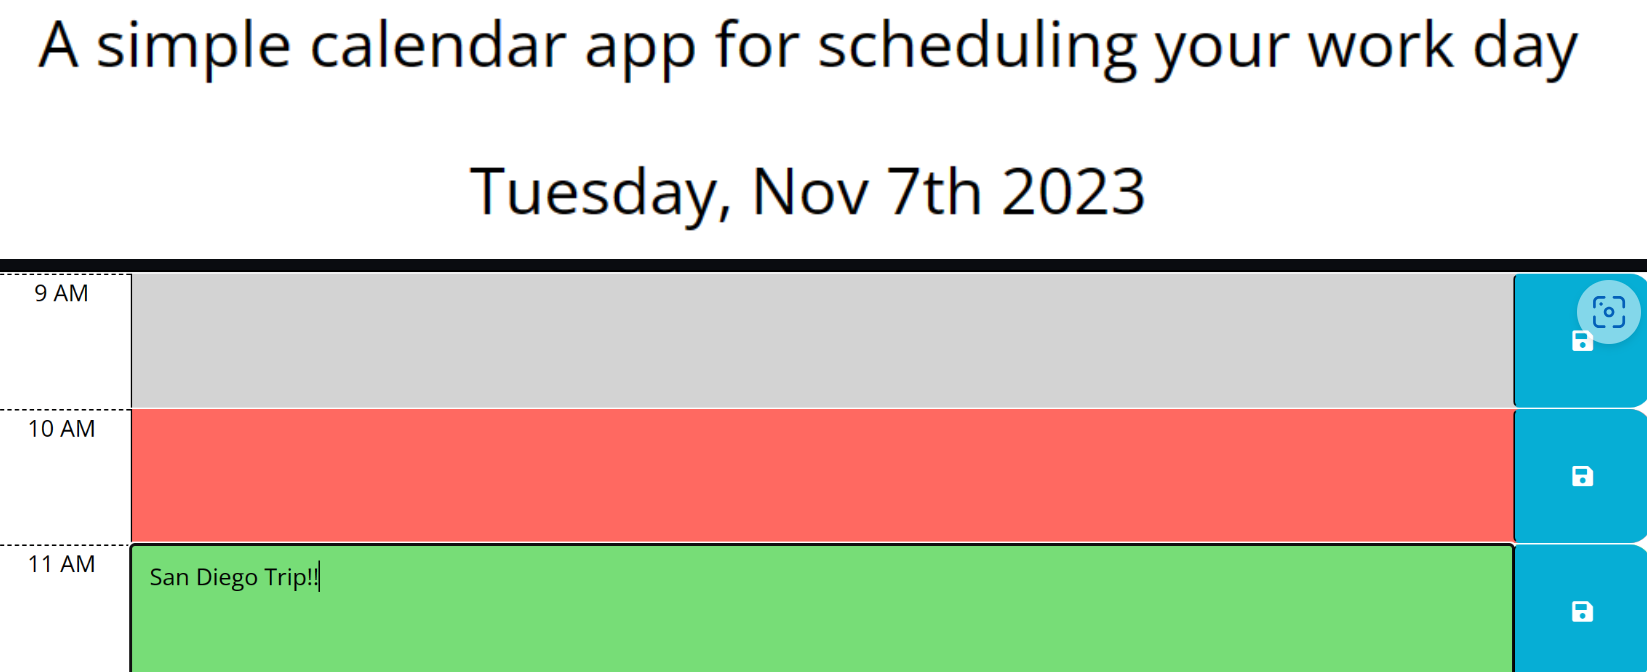 A simple calendar app for scheduling your work day
Tuesday, Nov 7th 2023
9 AM
10 AM
11 AM
San Diego Trip!!